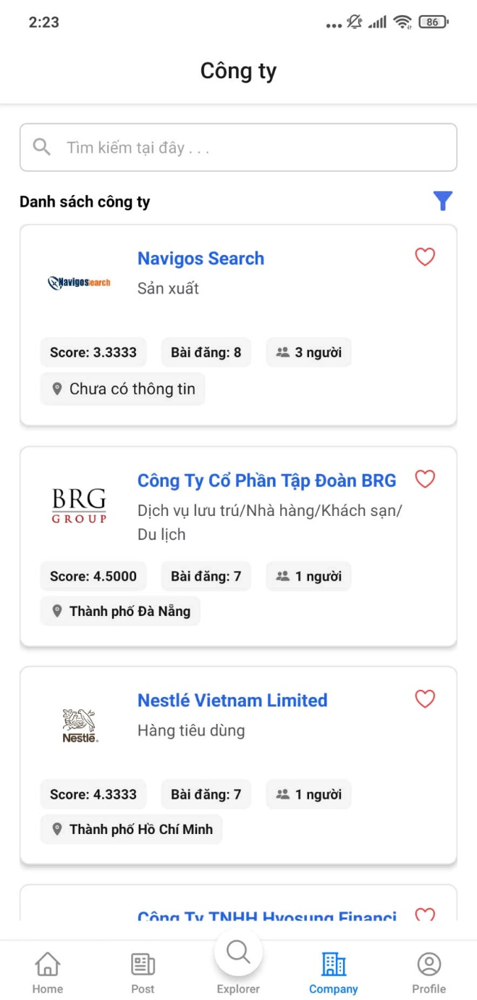 2:23
86
Công ty
Tìm kiếm tại đây . . .
Danh sách công ty
Navigos Search
Navigossearch
Sản xuất
Score: 3.3333
Bài đăng: 8
3 người
Chưa có thông tin
Công Ty Cổ Phần Tập Đoàn BRG
BRG
GROUP
Dịch vụ lưu trú/Nhà hàng/Khách sạn/
Du lịch
Score: 4.5000
Bài đăng: 7
1 người
Thành phố Đà Nẵng
Nestlé Vietnam Limited
Nestlé
Hàng tiêu dùng
Score: 4.3333
Bài đăng: 7
1 người
Thành phố Hồ Chí Minh
Công Ty TNHH Hyosung Financi
Home
Post
Explorer
Company
Profile